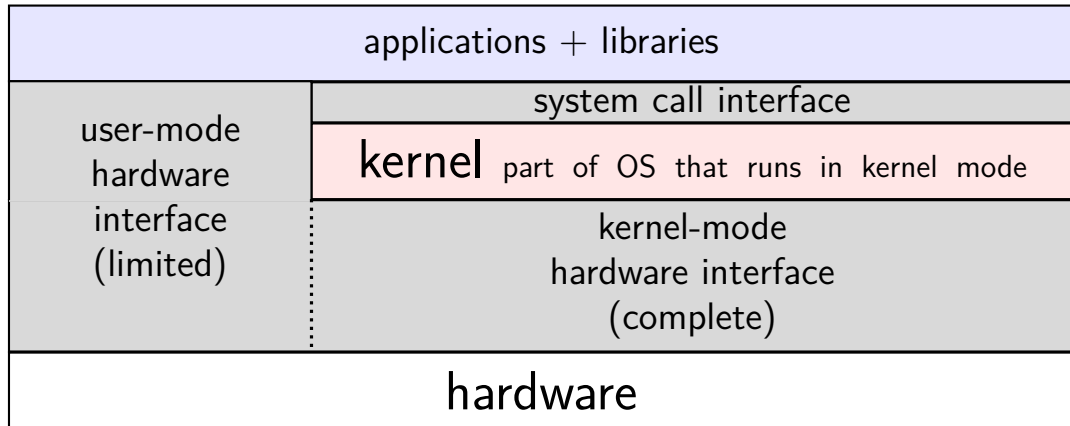 applications + libraries
system call interface
user-mode
hardware
interface
(limited)
kernel part of OS that runs in kernel mode
kernel-mode
hardware interface
(complete)
hardware